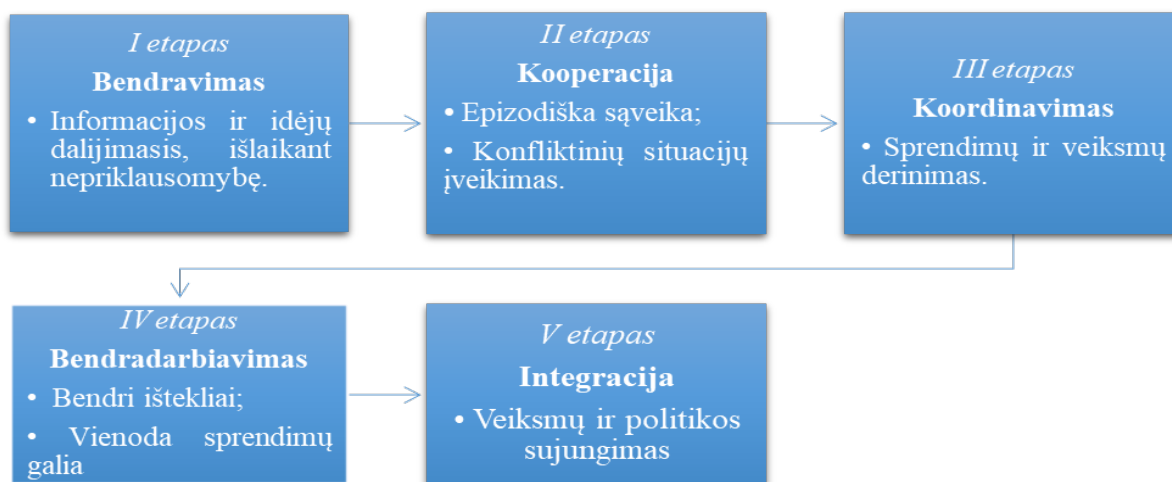 I etapas
Bendravimas
• Informacijos ir idėjų
dalijimasis, išlaikant
nepriklausomybę.
II etapas
Kooperacija
• Epizodiška sąveika;
• Konfliktinių situacijų
įveikimas.
III etapas
Koordinavimas
• Sprendimų ir veiksmų
derinimas.
IV etapas
Bendradarbiavimas
• Bendri ištekliai;
• Vienoda sprendimų
galia
V etapas
Integracija
• Veiksmų ir politikos
sujungimas